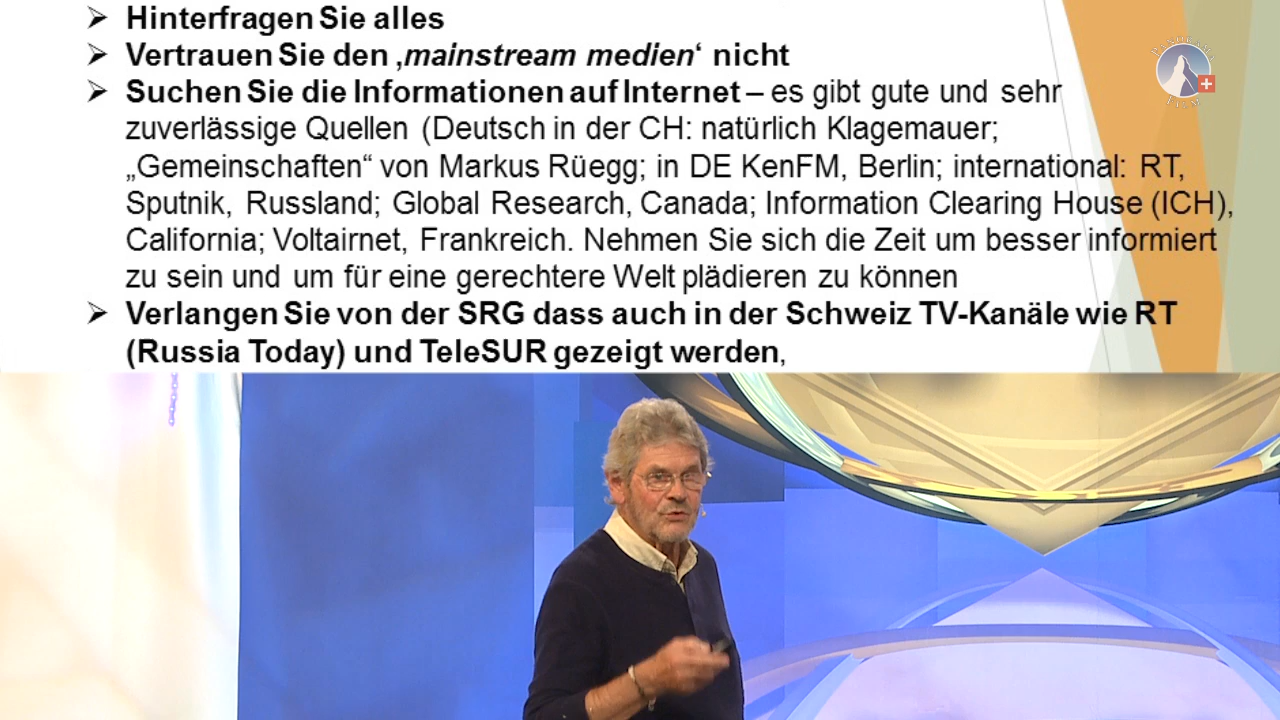 ➢ Hinterfragen Sie alles
➢ Vertrauen Sie den ‚mainstream medien‘ nicht
➢ Suchen Sie die Informationen auf Internet – es gibt gute und sehr
zuverlässige Quellen (Deutsch in der CH: natürlich Klagemauer;
„Gemeinschaften“ von Markus Rüegg; in DE KenFM, Berlin; international: RT,
Sputnik, Russland; Global Research, Canada; Information Clearing House (ICH),
California; Voltairnet, Frankreich. Nehmen Sie sich die Zeit um besser informiert
zu sein und um für eine gerechtere Welt plädieren zu können
➢ Verlangen Sie von der SRG dass auch in der Schweiz TV-Kanäle wie RT
(Russia Today) und TeleSUR gezeigt werden,
PANORAMA
FILM